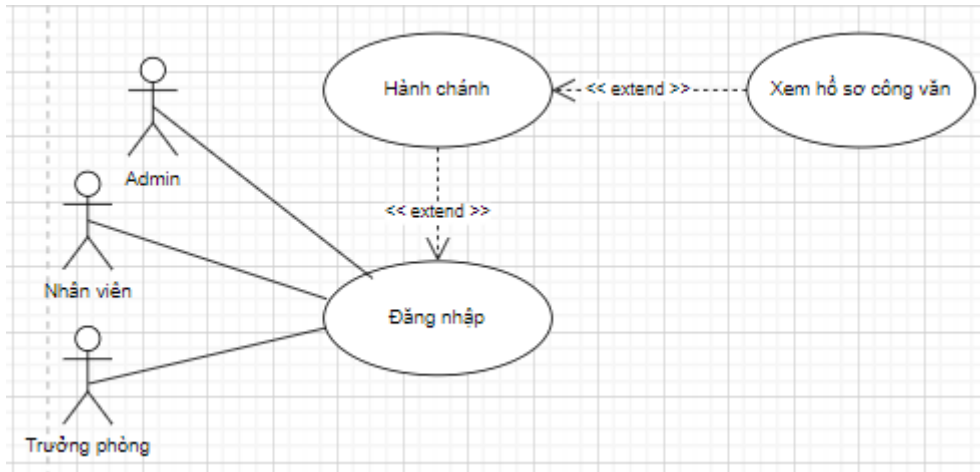 Hành chánh
<< extend >>
Xem hồ sơ công văn
Admin
<< extend >>
Nhân viên
Đăng nhập
Trưởng phòng